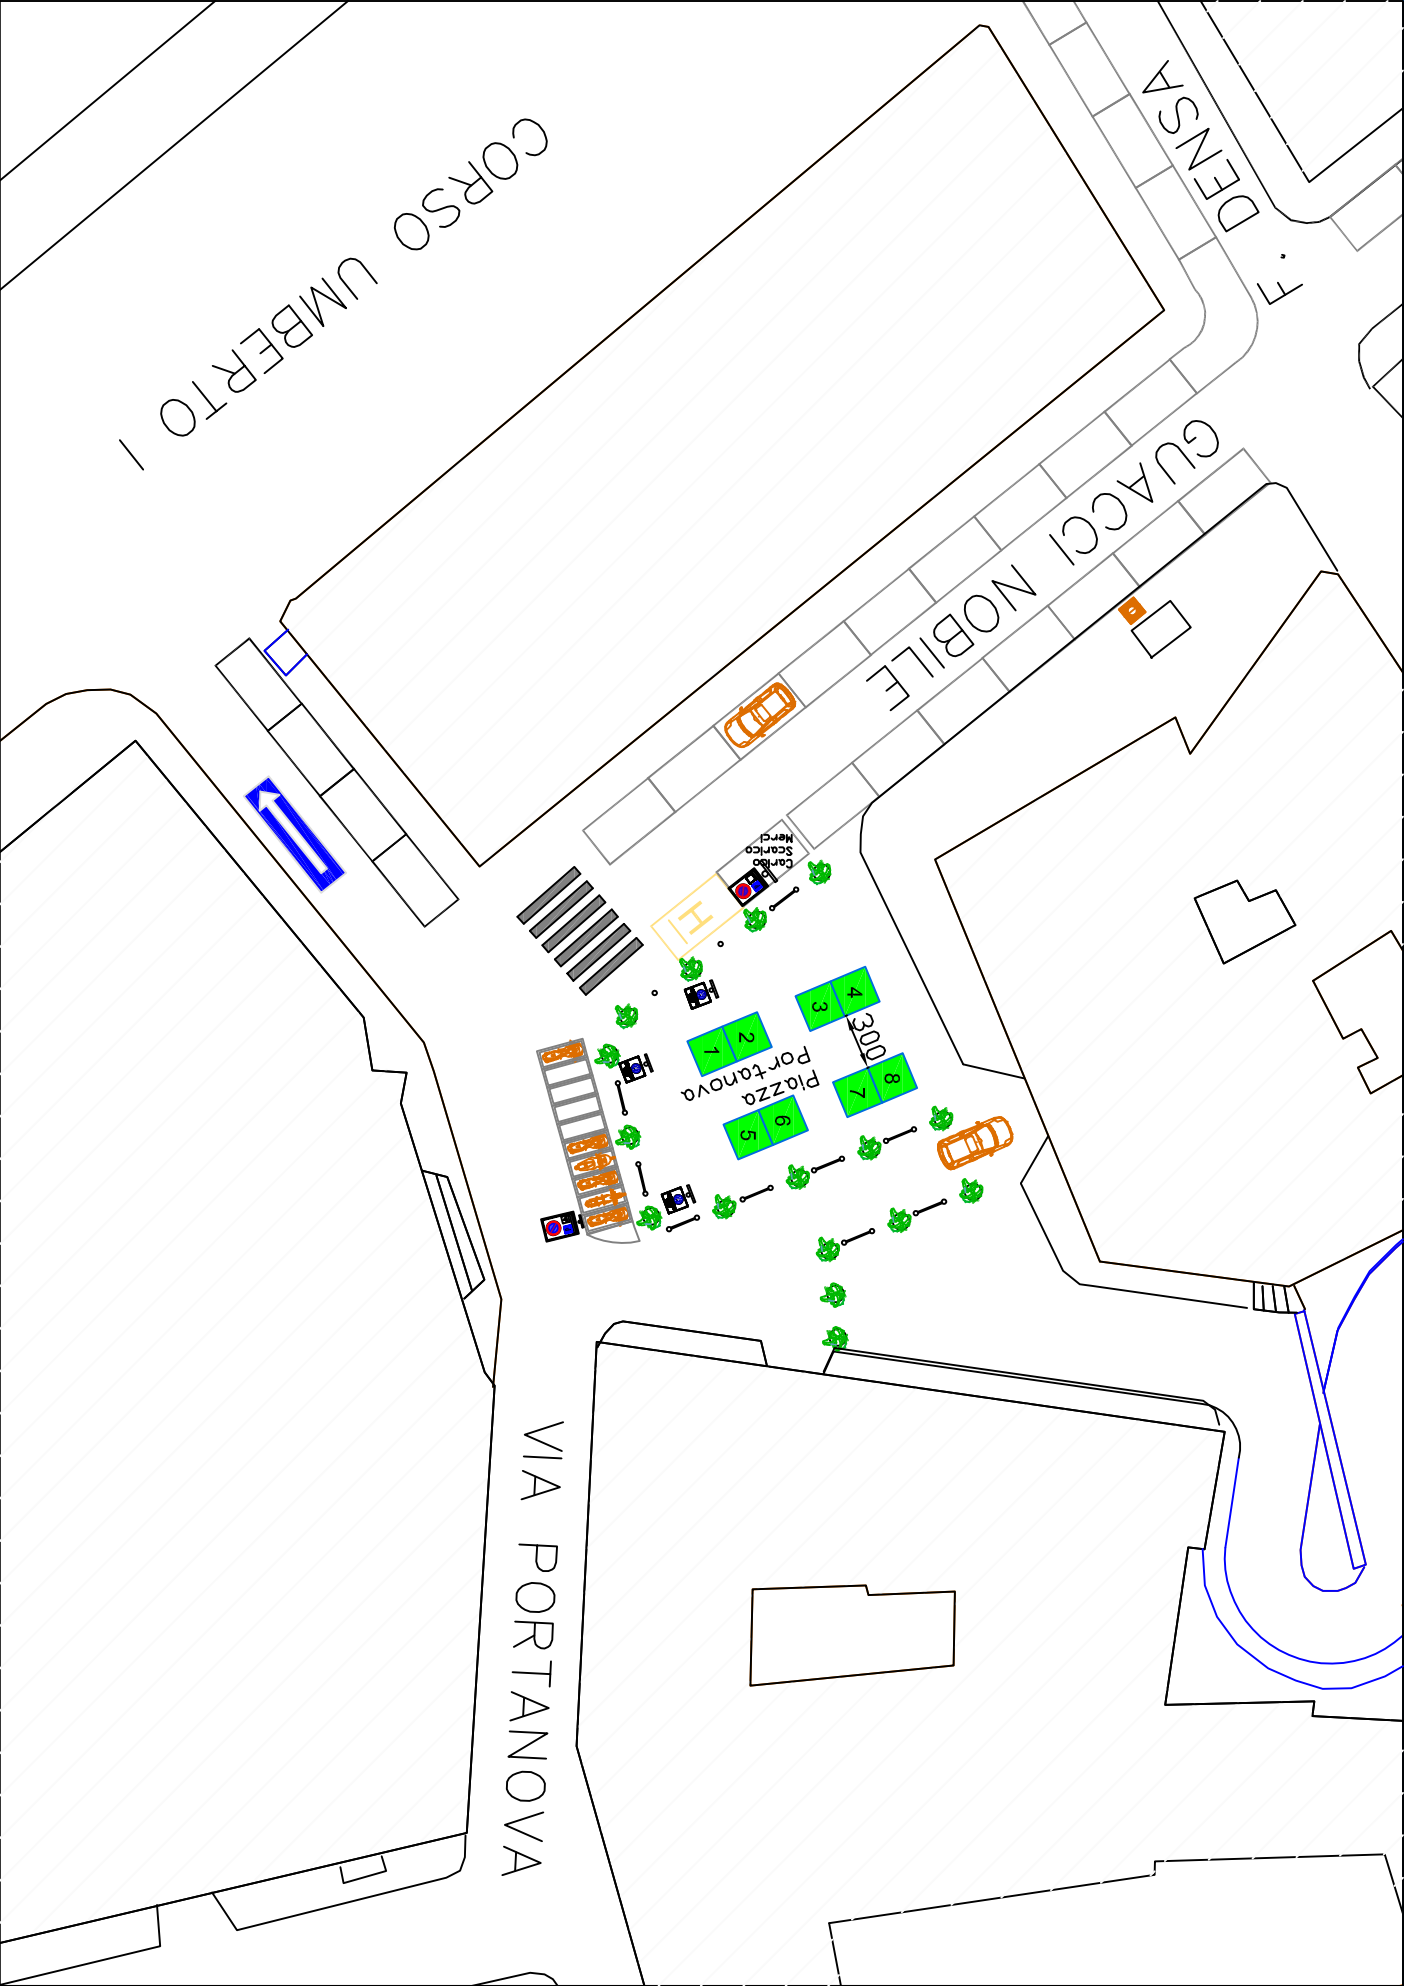 CORSO UMBERTO I
F. DENSA
GUACCI NOBILE
Carico
Scarico
Merci
H
4
3
2
1
300
8
7
6
5
Piazza
Portanova
VIA PORTANOVA